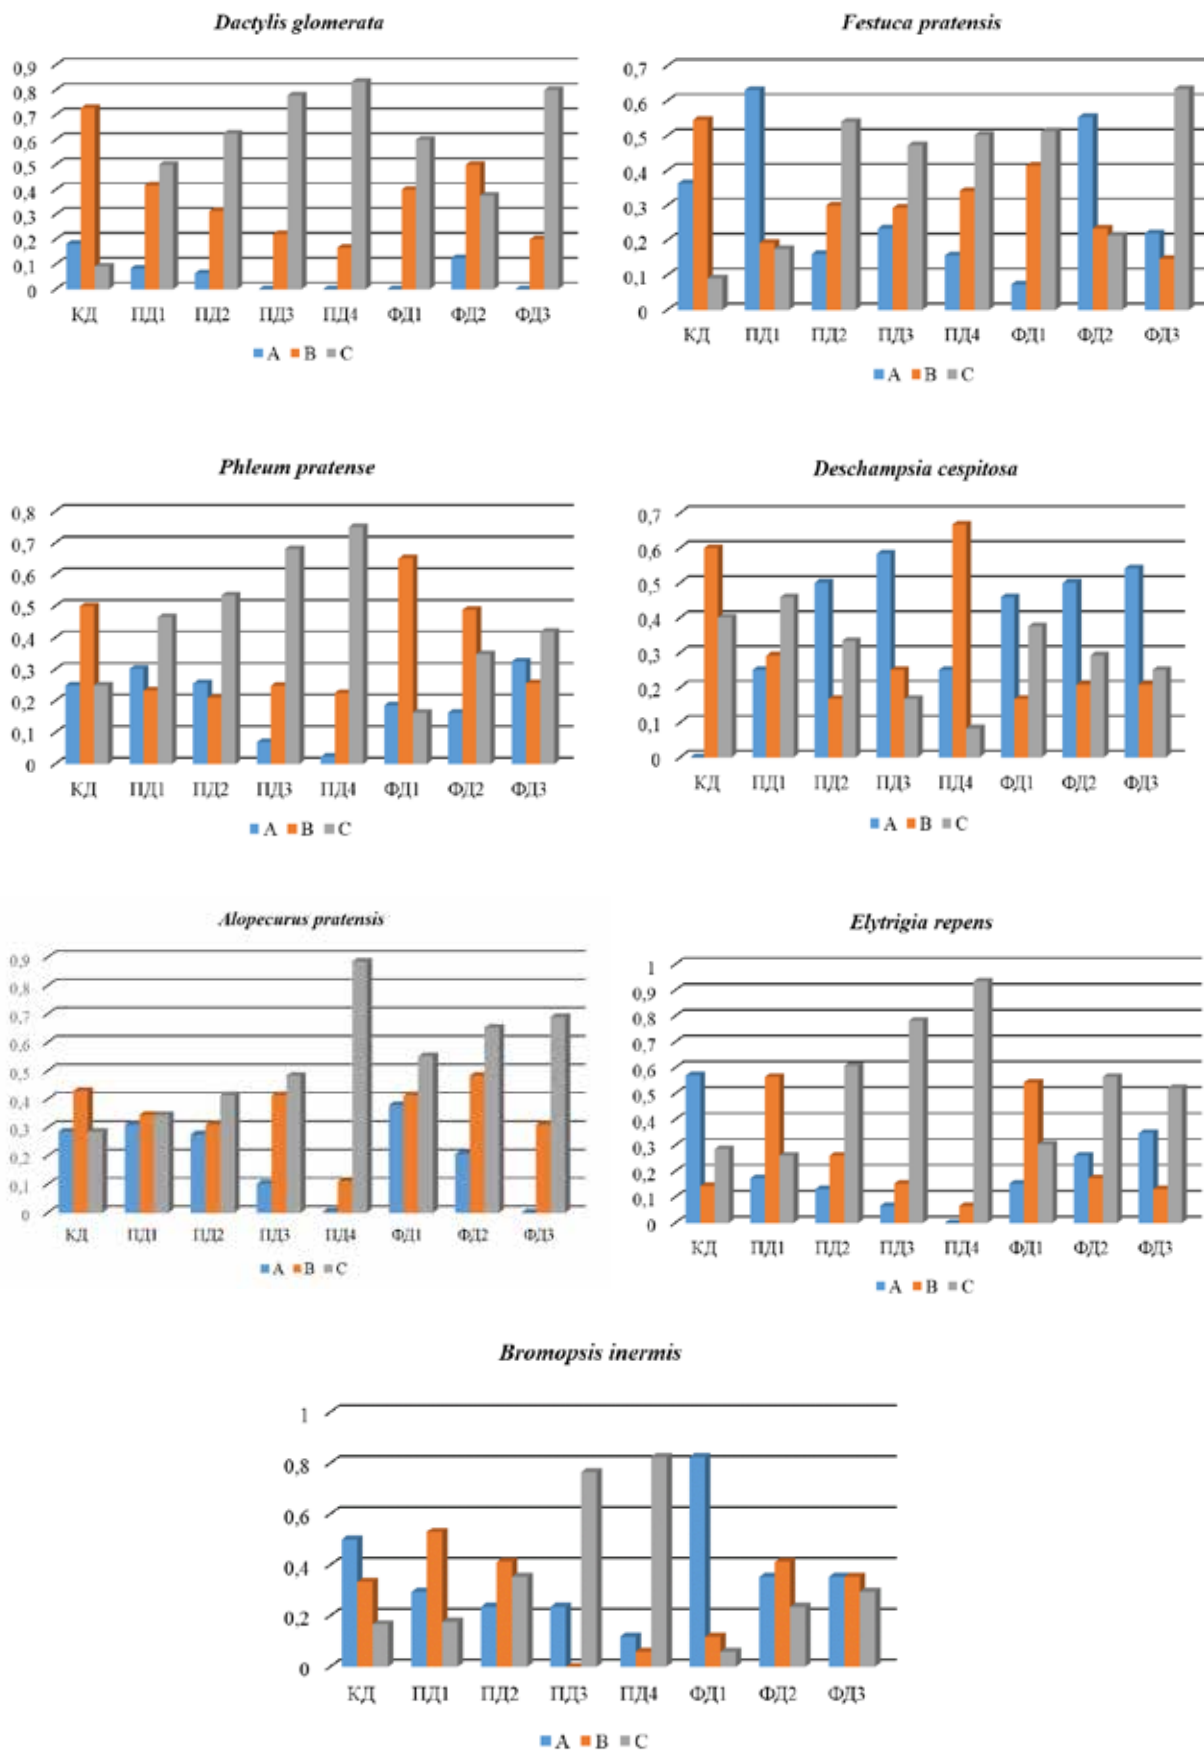 Dactylis glomerata
0,9
0,8
0,7
0,6
0,5
0,4
0,3
0,2
0,1
0
КД ПД1 ПД2 ПД3 ПД4 ФД1 ФД2 ФД3
A B C
Festuca pratensis
0,7
0,6
0,5
0,4
0,3
0,2
0,1
0
КД ПД1 ПД2 ПД3 ПД4 ФД1 ФД2 ФД3
A B C
Phleum pratense
0,8
0,7
0,6
0,5
0,4
0,3
0,2
0,1
0
КД ПД1 ПД2 ПД3 ПД4 ФД1 ФД2 ФД3
A B C
Deschampsia cespitosa
0,7
0,6
0,5
0,4
0,3
0,2
0,1
0
КД ПД1 ПД2 ПД3 ПД4 ФД1 ФД2 ФД3
A B C
Alopecurus pratensis
0,9
0,8
0,7
0,6
0,5
0,4
0,3
0,2
0,1
0
КД ПД1 ПД2 ПД3 ПД4 ФД1 ФД2 ФД3
A B C
Elytrigia repens
1
0,9
0,8
0,7
0,6
0,5
0,4
0,3
0,2
0,1
0
КД ПД1 ПД2 ПД3 ПД4 ФД1 ФД2 ФД3
A B C
Bromopsis inermis
1
0,8
0,6
0,4
0,2
0
КД ПД1 ПД2 ПД3 ПД4 ФД1 ФД2 ФД3
A B C